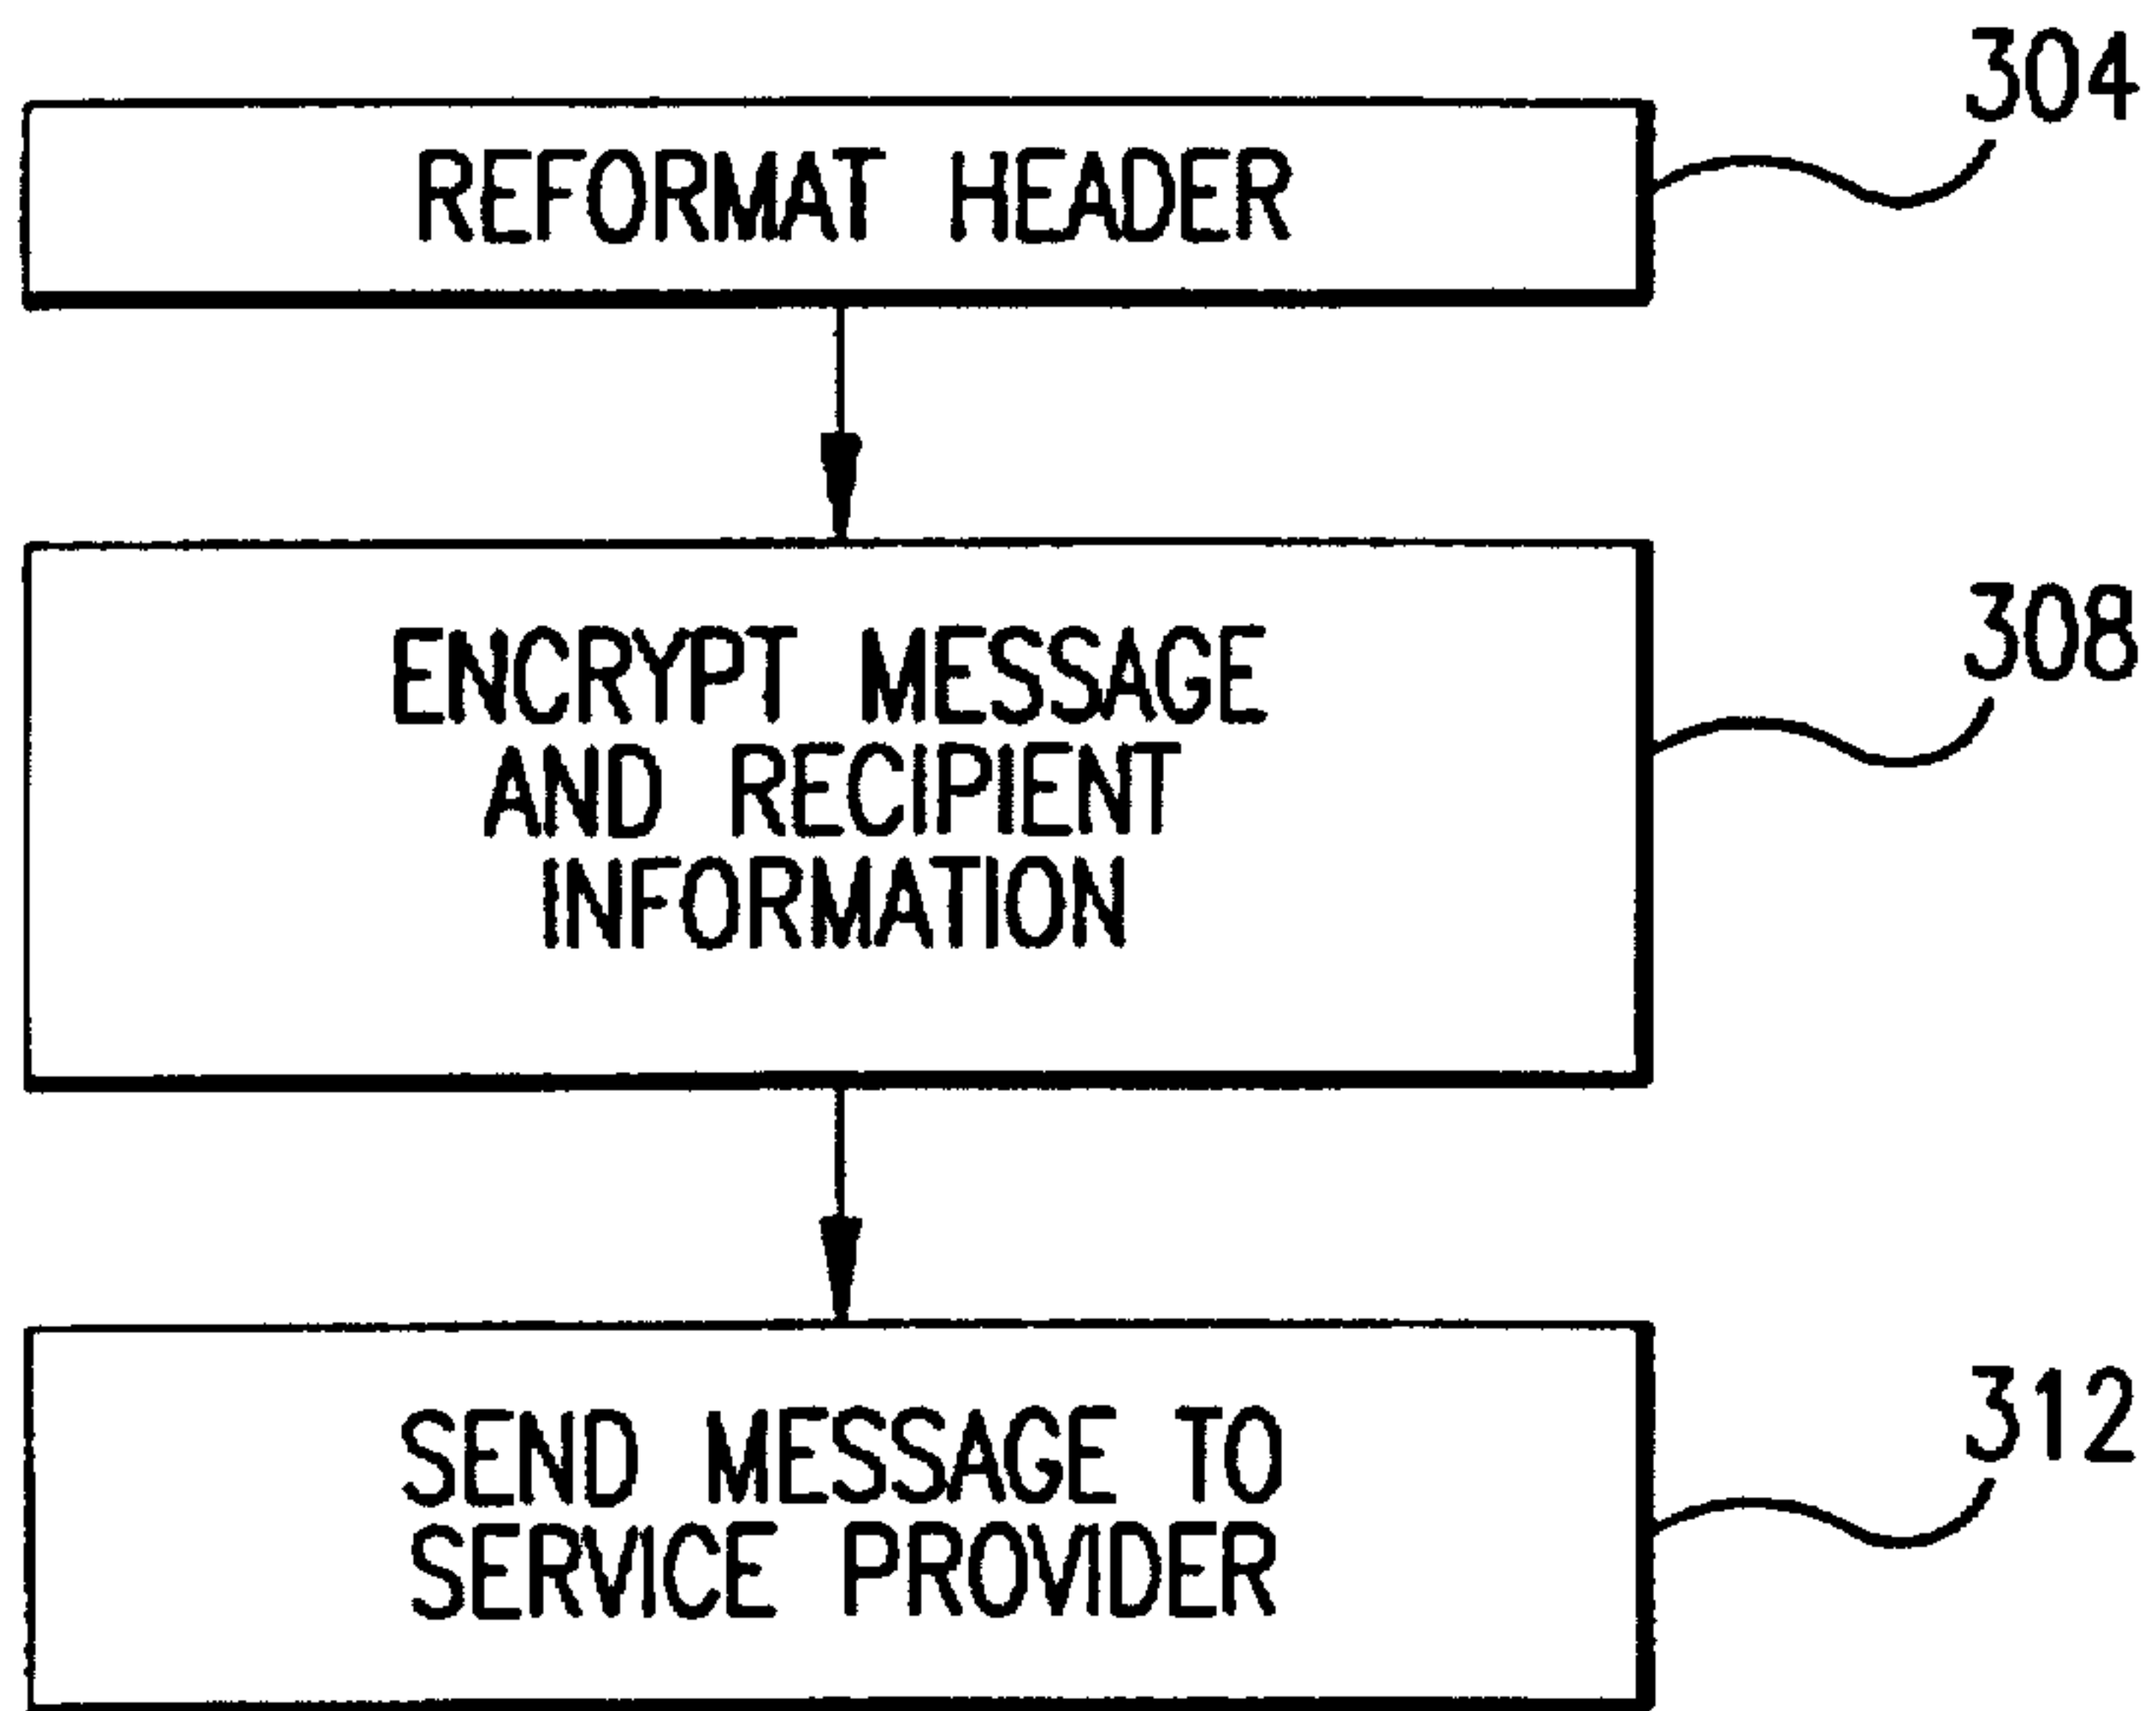 304
REFORMAT HEADER
308
ENCRYPT MESSAGE
AND RECIPIENT
INFORMATION
312
SEND MESSAGE TO
SERVICE PROVIDER